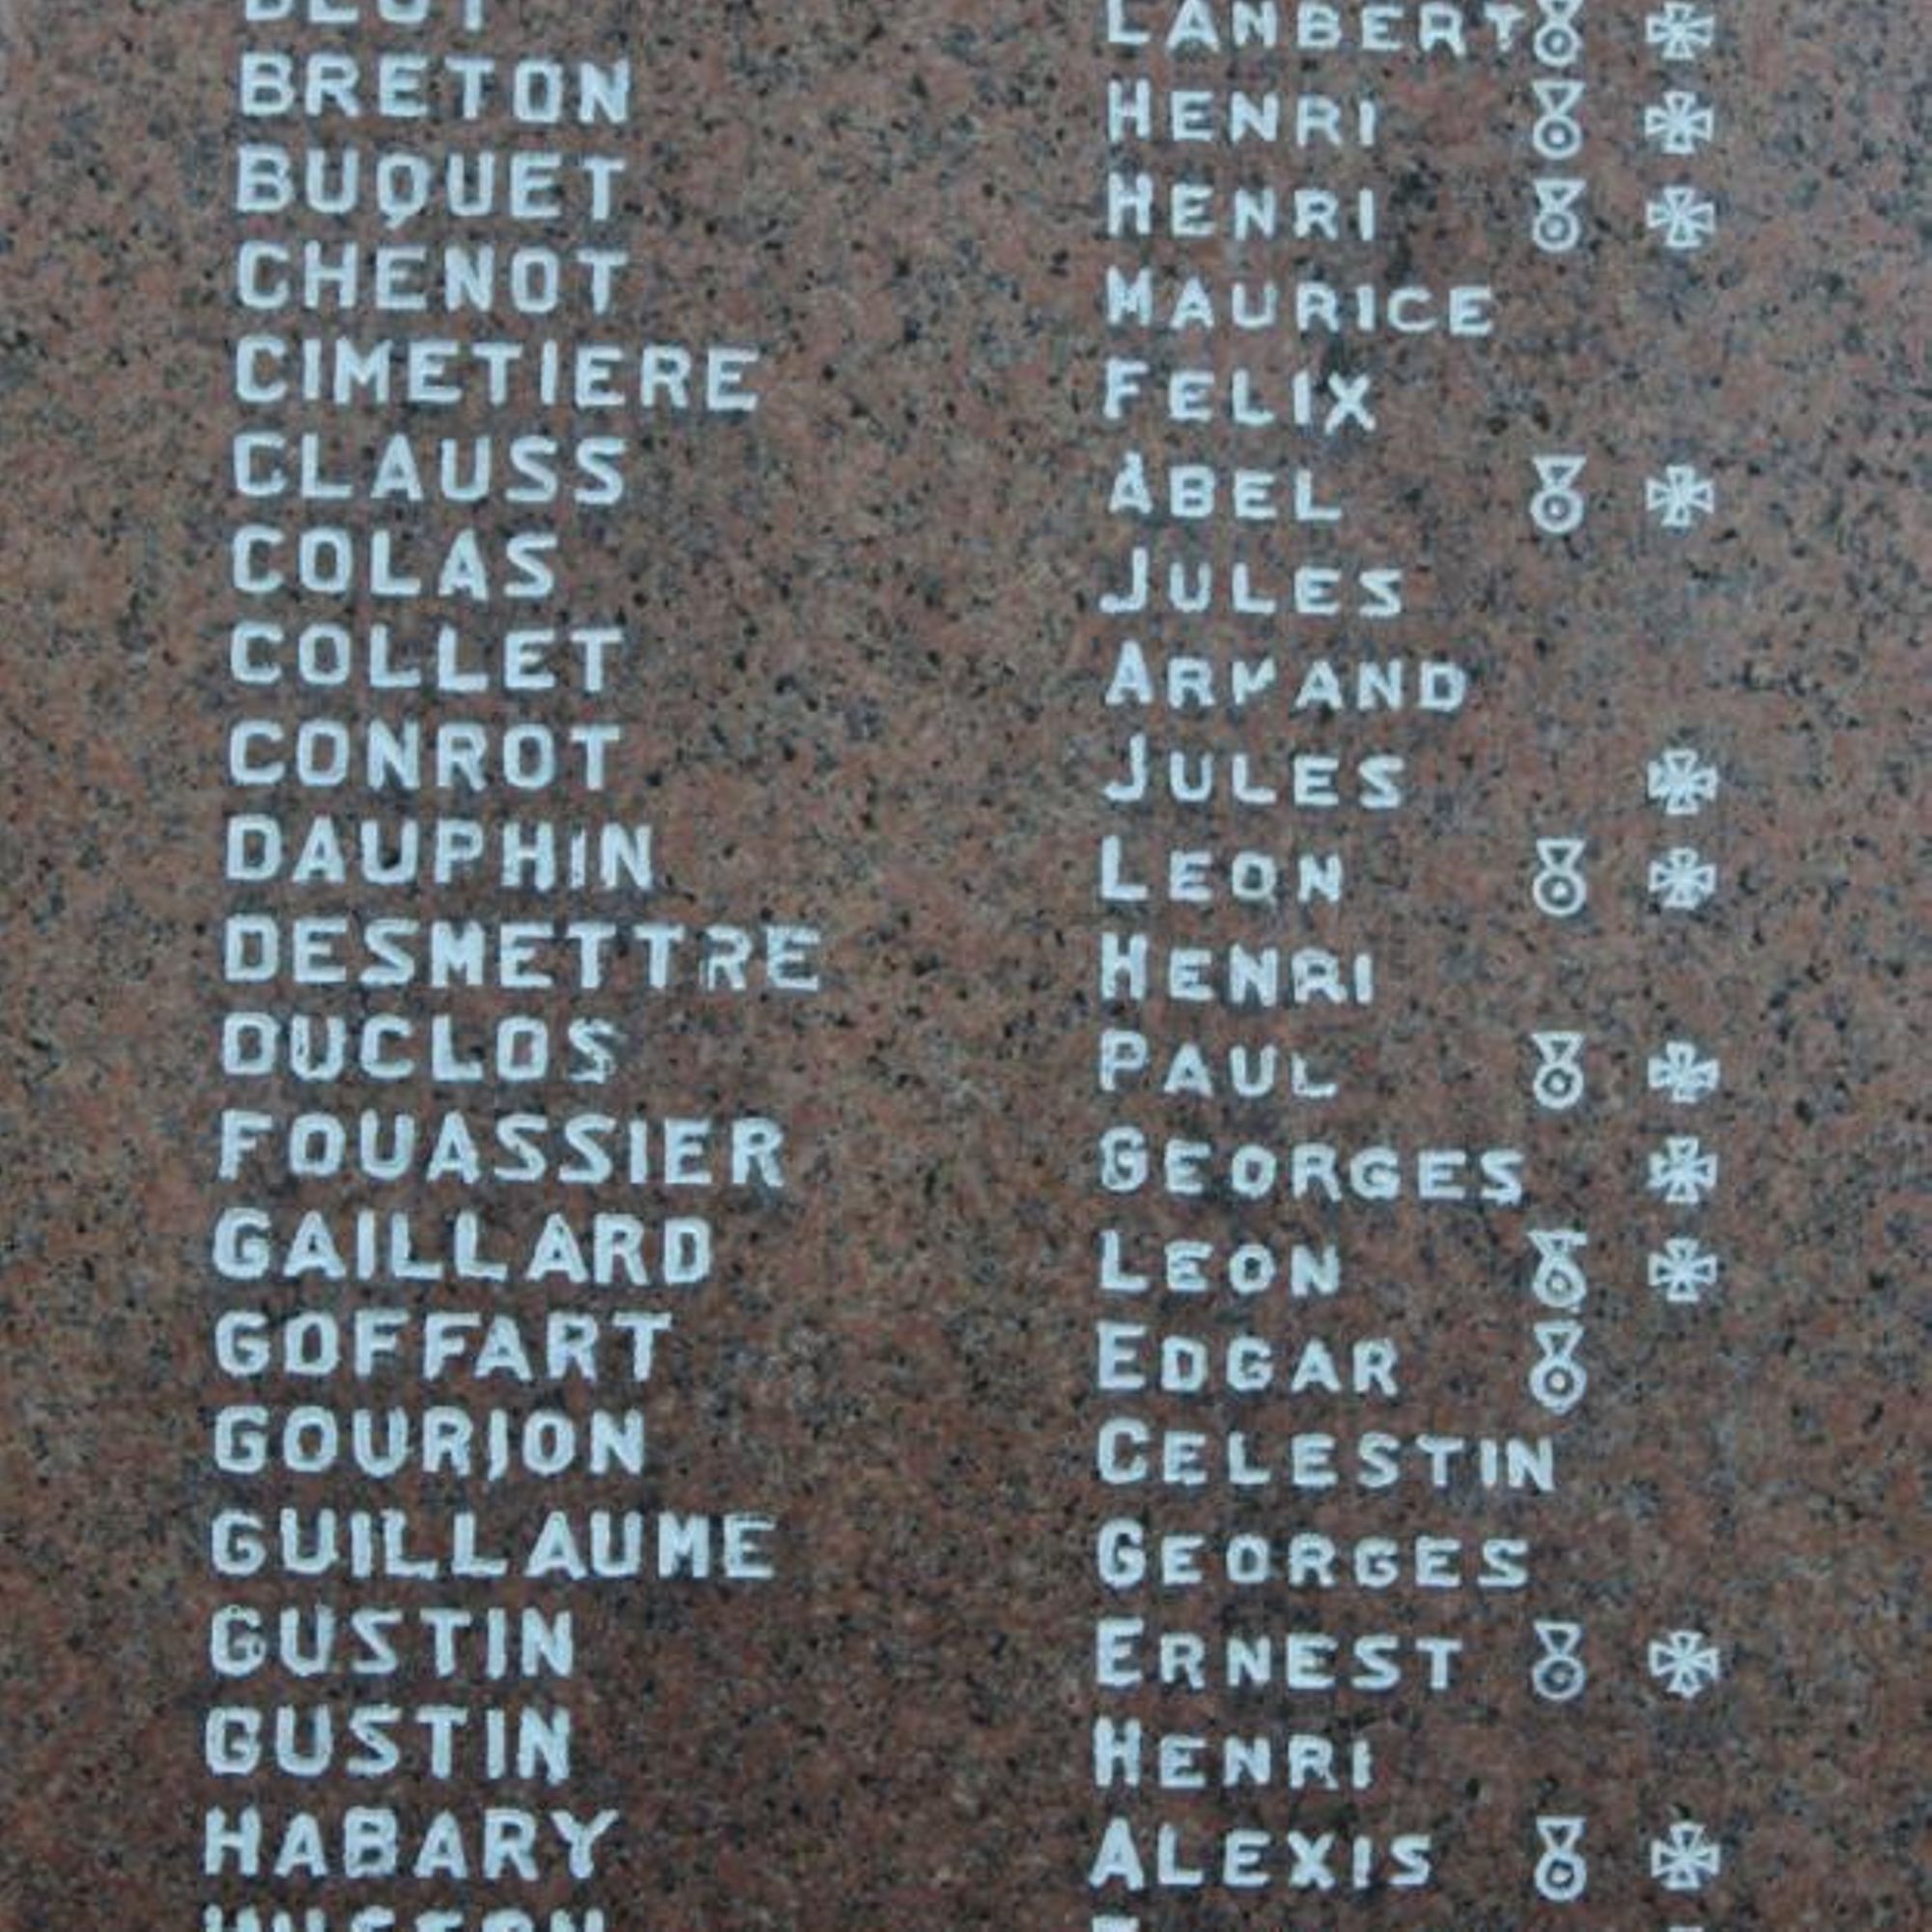 LANBERT
BRETON HENRI
BUQUET HENRI
CHENOT MAURICE
CIMETIERE FELIX
CLAUSS ABEL
COLAS JULES
COLLET ARMAND
CONROT JULES
DAUPHIN LEON
DESMETTRE HENRI
DUCLOS PAUL
FOUASSIER GEORGES
GAILLARD LEON
GOFFART EDGAR
GOURJON CELESTIN
GUILLAUME GEORGES
GUSTIN ERNEST
GUSTIN HENRI
HABARY ALEXIS